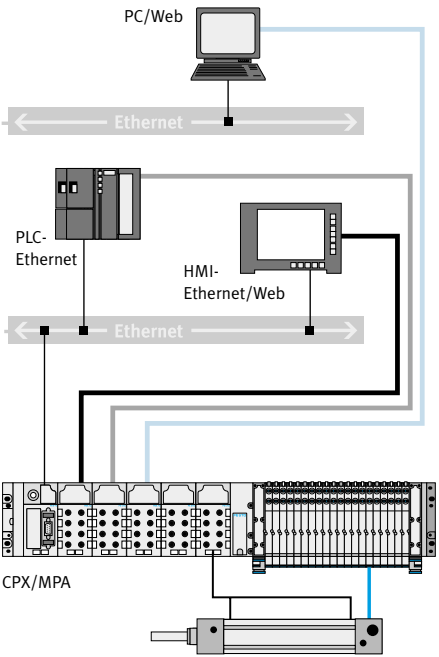 PC/Web
Ethernet
PLC-
Ethernet
HMI-
Ethernet/Web
Ethernet
CPX/MPA